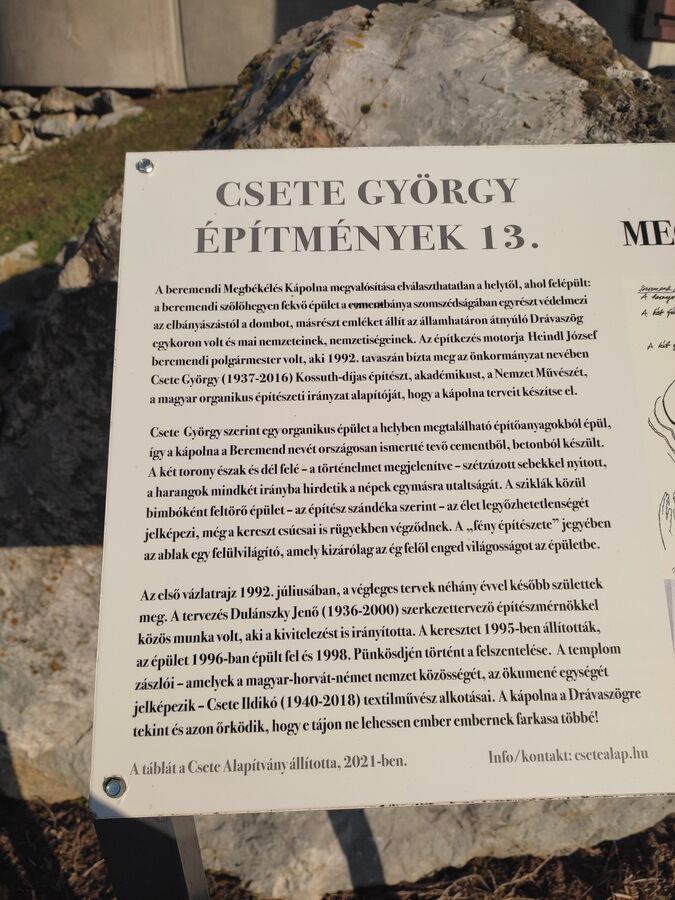 CSETE GYÖRGY
ÉPÍTMÉNYEK 13.
A beremendi Megbékélés Kápolna megvalósítása elválaszthatatlan a helytől, ahol felépült:
a beremendi szőlőhegyen fekvő épület a cementbánya szomszédságában egyrészt védelmezi
az elbányászástól a dombot, másrészt emléket állít az államhatáron átnyúló Drávaszög
egykoron volt és mai nemzeteinek, nemzetiségeinek. Az építkezés motorja Heindl József
beremendi polgármester volt, aki 1992. tavaszán bízta meg az önkormányzat nevében
Csete György (1937-2016) Kossuth-díjas építészt, akadémikust, a Nemzet Művészét,
a magyar organikus építészeti irányzat alapítóját, hogy a kápolna terveit készítse el.
Csete György szerint egy organikus épület a helyben megtalálható építőanyagokból épül,
így a kápolna a Beremend nevét országosan ismertté tevő cementből, betonból készült.
A két torony észak és dél felé – a történelmet megjelenítve – szétzúzott sebekkel nyitott,
a harangok mindkét irányba hirdetik a népek egymásra utaltságát. A sziklák közül
bimbóként feltörő épület – az építész szándéka szerint – az élet legyőzhetetlenségét
jelképezi, még a kereszt csúcsai is rügyekben végződnek. A „fény építészete” jegyében
az ablak egy felülvilágító, amely kizárólag az ég felől enged világosságot az épületbe.
Az első vázlatrajz 1992. júliusában, a végleges tervek néhány évvel később születtek
meg. A tervezés Dulánszky Jenő (1936-2000) szerkezettervező építészmérnökkel
közös munka volt, aki a kivitelezést is irányította. A keresztet 1995-ben állították,
az épület 1996-ban épült fel és 1998. Pünkösdjén történt a felszentelése. A templom
zászlói – amelyek a magyar-horvát-német nemzet közösségét, az ökumené egységét
jelképezik – Csete Ildikó (1940-2018) textilművész alkotásai. A kápolna a Drávaszögre
tekint és azon őrködik, hogy e tájon ne lehessen ember embernek farkasa többé!
A táblát a Csete Alapítvány állította, 2021-ben.
Info/kontakt: csetealap.hu